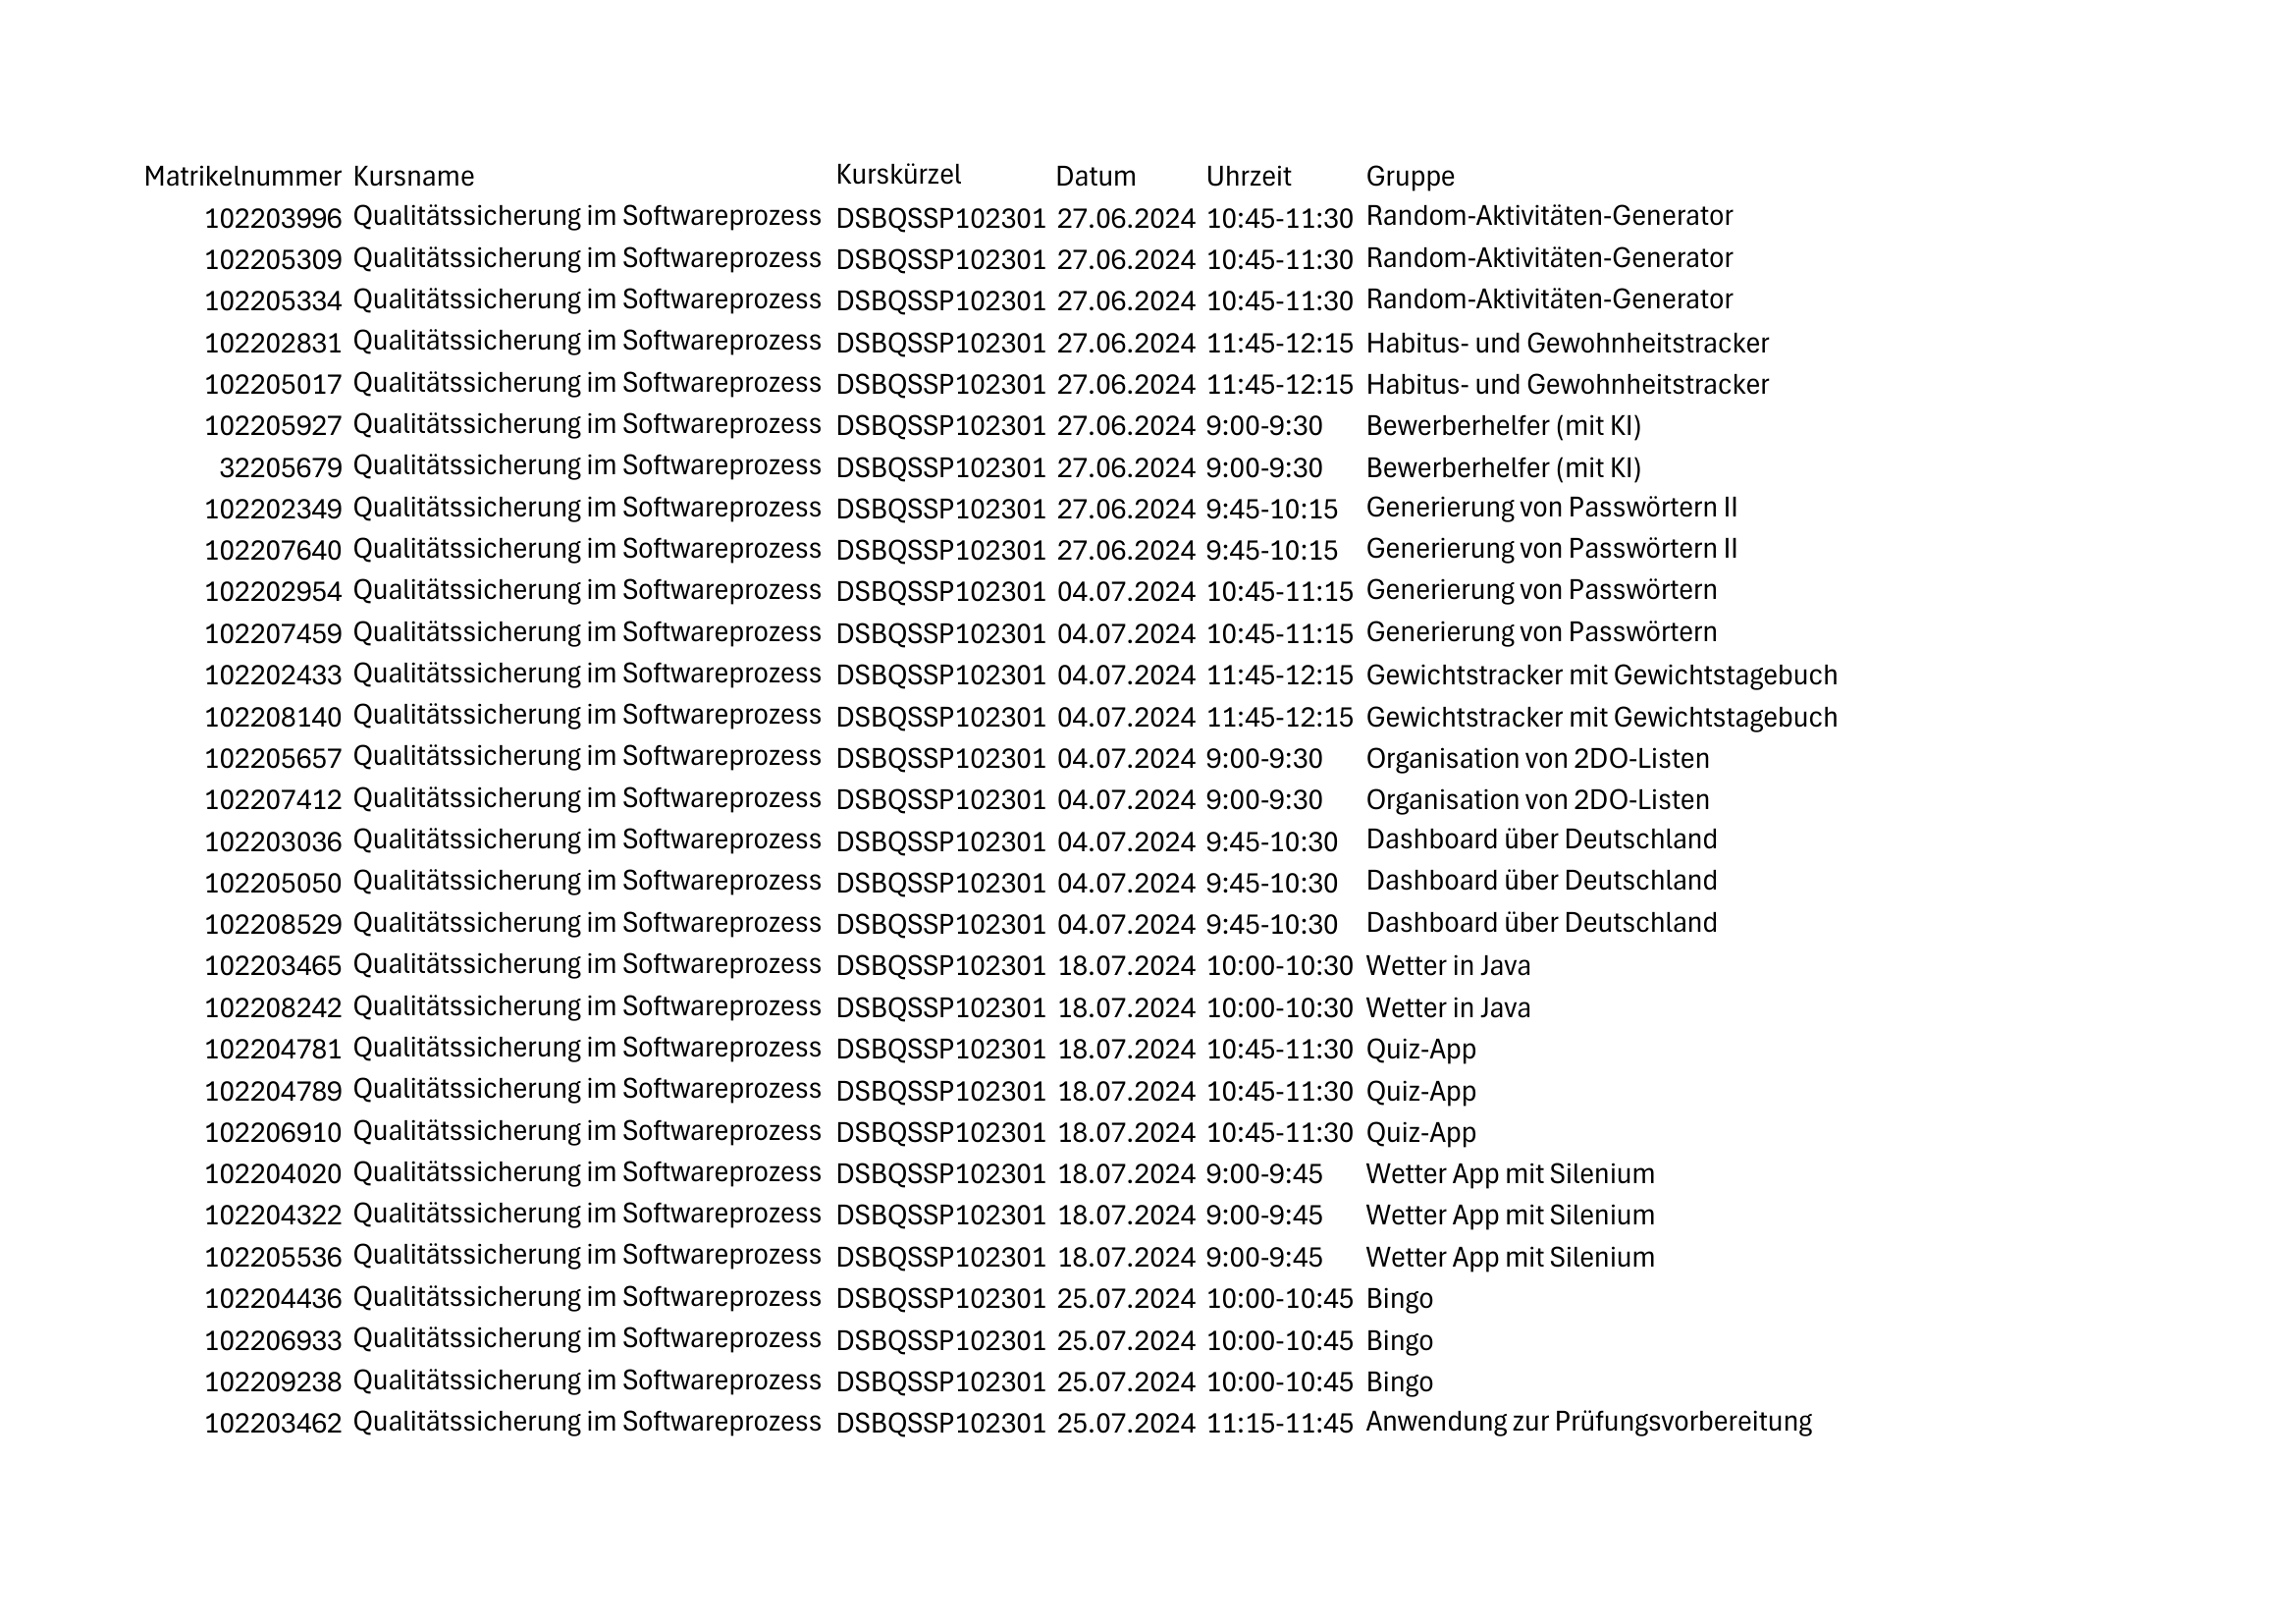 Matrikelnummer Kursname Kurskürzel Datum Uhrzeit Gruppe
102203996 Qualitätssicherung im Softwareprozess DSBQSSP102301 27.06.2024 10:45-11:30 Random-Aktivitäten-Generator
102205309 Qualitätssicherung im Softwareprozess DSBQSSP102301 27.06.2024 10:45-11:30 Random-Aktivitäten-Generator
102205334 Qualitätssicherung im Softwareprozess DSBQSSP102301 27.06.2024 10:45-11:30 Random-Aktivitäten-Generator
102202831 Qualitätssicherung im Softwareprozess DSBQSSP102301 27.06.2024 11:45-12:15 Habitus- und Gewohnheitstracker
102205017 Qualitätssicherung im Softwareprozess DSBQSSP102301 27.06.2024 11:45-12:15 Habitus- und Gewohnheitstracker
102205927 Qualitätssicherung im Softwareprozess DSBQSSP102301 27.06.2024 9:00-9:30 Bewerberhelfer (mit KI)
32205679 Qualitätssicherung im Softwareprozess DSBQSSP102301 27.06.2024 9:00-9:30 Bewerberhelfer (mit KI)
102202349 Qualitätssicherung im Softwareprozess DSBQSSP102301 27.06.2024 9:45-10:15 Generierung von Passwörtern II
102207640 Qualitätssicherung im Softwareprozess DSBQSSP102301 27.06.2024 9:45-10:15 Generierung von Passwörtern II
102202954 Qualitätssicherung im Softwareprozess DSBQSSP102301 04.07.2024 10:45-11:15 Generierung von Passwörtern
102207459 Qualitätssicherung im Softwareprozess DSBQSSP102301 04.07.2024 10:45-11:15 Generierung von Passwörtern
102202433 Qualitätssicherung im Softwareprozess DSBQSSP102301 04.07.2024 11:45-12:15 Gewichtstracker mit Gewichtstagebuch
102208140 Qualitätssicherung im Softwareprozess DSBQSSP102301 04.07.2024 11:45-12:15 Gewichtstracker mit Gewichtstagebuch
102205657 Qualitätssicherung im Softwareprozess DSBQSSP102301 04.07.2024 9:00-9:30 Organisation von 2DO-Listen
102207412 Qualitätssicherung im Softwareprozess DSBQSSP102301 04.07.2024 9:00-9:30 Organisation von 2DO-Listen
102203036 Qualitätssicherung im Softwareprozess DSBQSSP102301 04.07.2024 9:45-10:30 Dashboard über Deutschland
102205050 Qualitätssicherung im Softwareprozess DSBQSSP102301 04.07.2024 9:45-10:30 Dashboard über Deutschland
102208529 Qualitätssicherung im Softwareprozess DSBQSSP102301 04.07.2024 9:45-10:30 Dashboard über Deutschland
102203465 Qualitätssicherung im Softwareprozess DSBQSSP102301 18.07.2024 10:00-10:30 Wetter in Java
102208242 Qualitätssicherung im Softwareprozess DSBQSSP102301 18.07.2024 10:00-10:30 Wetter in Java
102204781 Qualitätssicherung im Softwareprozess DSBQSSP102301 18.07.2024 10:45-11:30 Quiz-App
102204789 Qualitätssicherung im Softwareprozess DSBQSSP102301 18.07.2024 10:45-11:30 Quiz-App
102206910 Qualitätssicherung im Softwareprozess DSBQSSP102301 18.07.2024 10:45-11:30 Quiz-App
102204020 Qualitätssicherung im Softwareprozess DSBQSSP102301 18.07.2024 9:00-9:45 Wetter App mit Silenium
102204322 Qualitätssicherung im Softwareprozess DSBQSSP102301 18.07.2024 9:00-9:45 Wetter App mit Silenium
102205536 Qualitätssicherung im Softwareprozess DSBQSSP102301 18.07.2024 9:00-9:45 Wetter App mit Silenium
102204436 Qualitätssicherung im Softwareprozess DSBQSSP102301 25.07.2024 10:00-10:45 Bingo
102206933 Qualitätssicherung im Softwareprozess DSBQSSP102301 25.07.2024 10:00-10:45 Bingo
102209238 Qualitätssicherung im Softwareprozess DSBQSSP102301 25.07.2024 10:00-10:45 Bingo
102203462 Qualitätssicherung im Softwareprozess DSBQSSP102301 25.07.2024 11:15-11:45 Anwendung zur Prüfungsvorbereitung